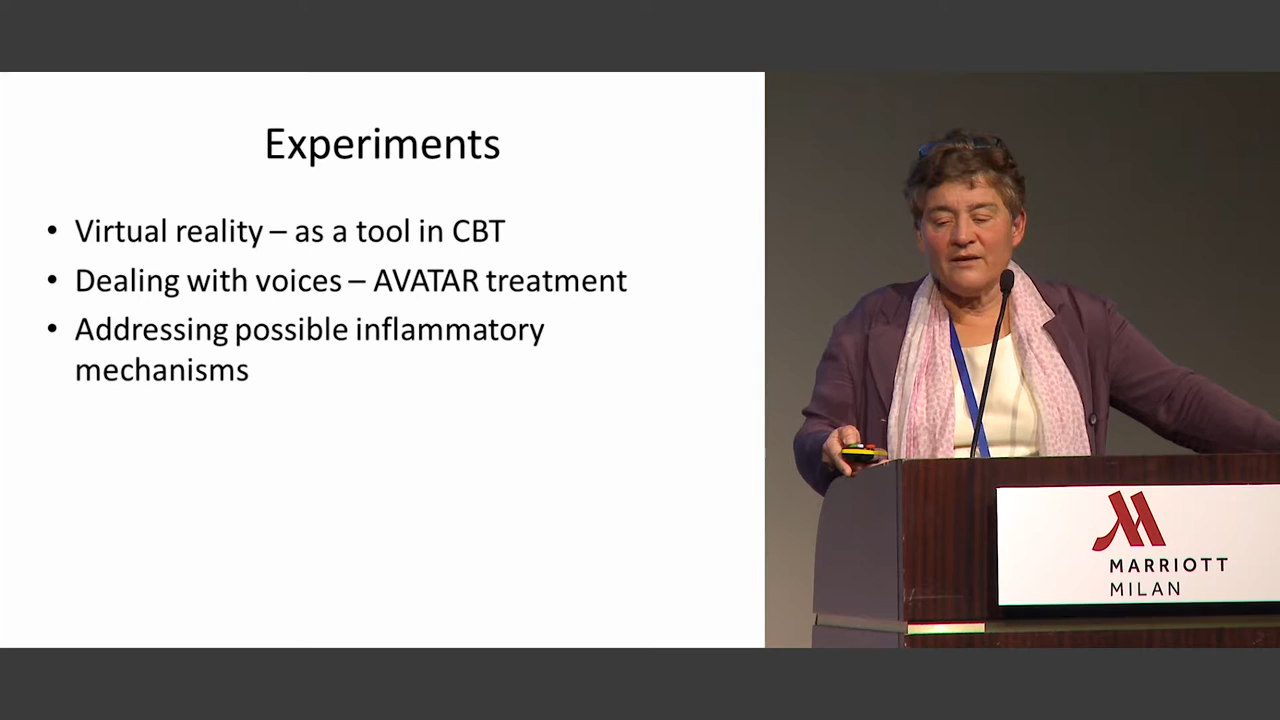 Experiments
• Virtual reality – as a tool in CBT
• Dealing with voices – AVATAR treatment
• Addressing possible inflammatory
mechanisms
MARRIOTT
MILAN